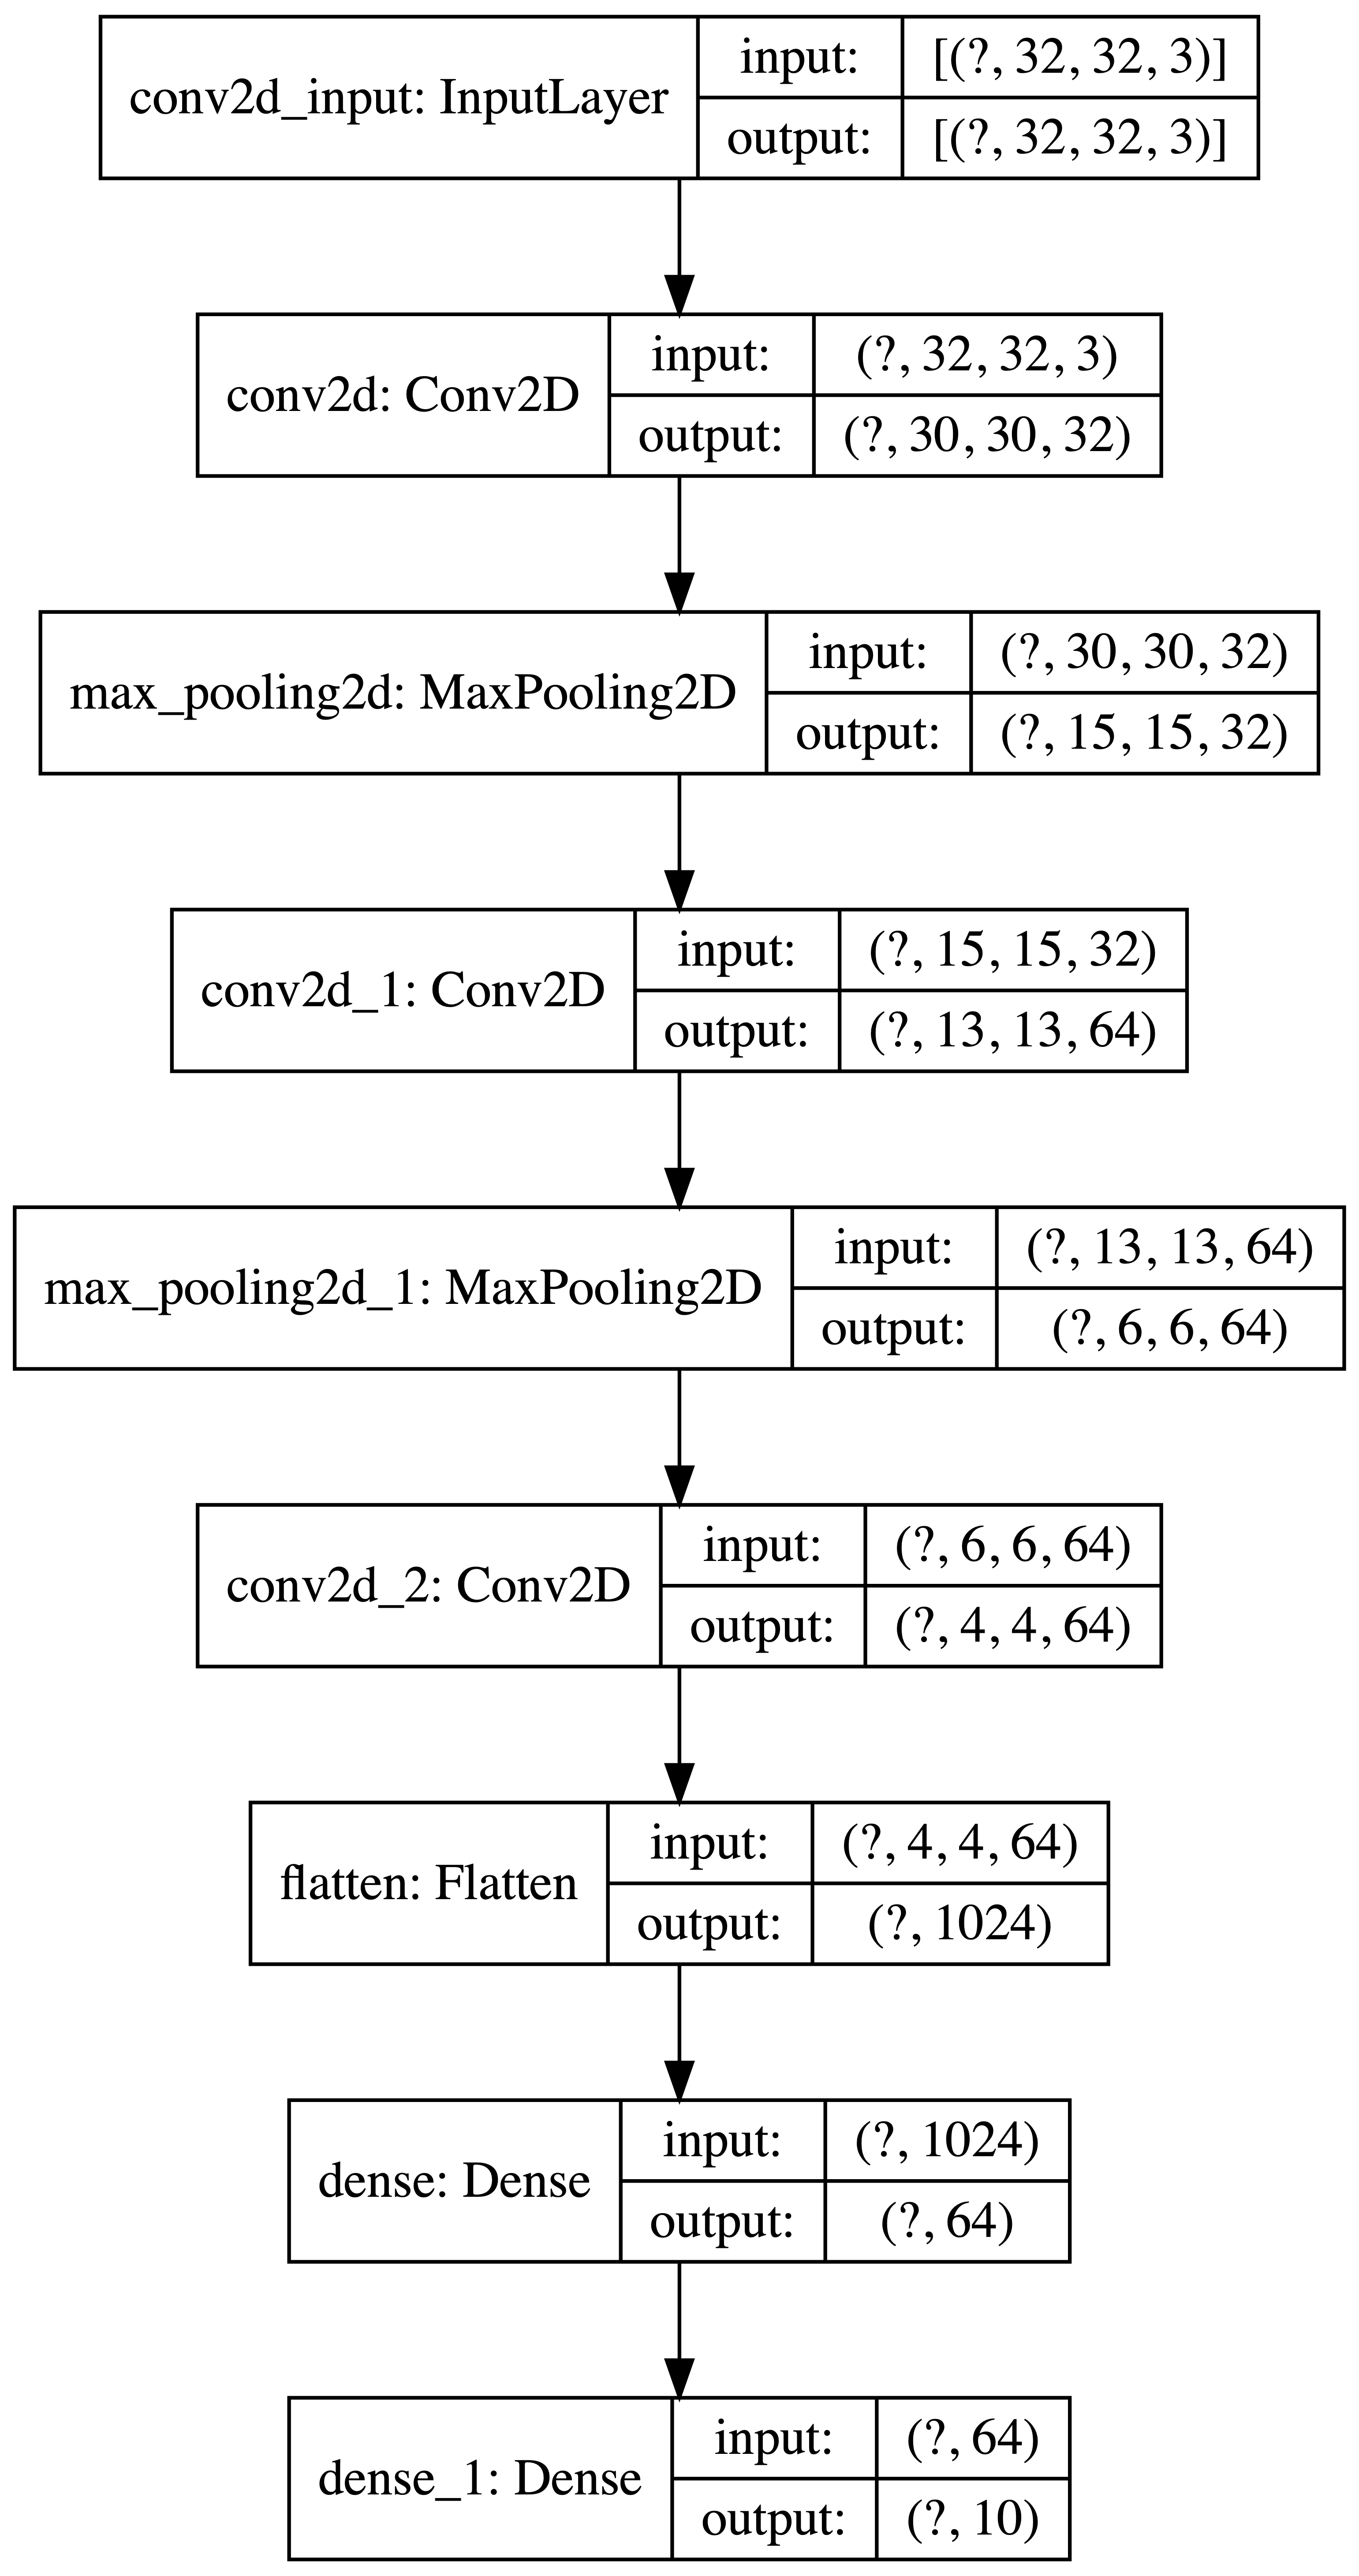 conv2d_input: InputLayer
input:
[(?, 32, 32, 3)]
output:
[(?, 32, 32, 3)]
conv2d: Conv2D
input:
(?, 32, 32, 3)
output:
(?, 30, 30, 32)
max_pooling2d: MaxPooling2D
input:
(?, 30, 30, 32)
output:
(?, 15, 15, 32)
conv2d_1: Conv2D
input:
(?, 15, 15, 32)
output:
(?, 13, 13, 64)
max_pooling2d_1: MaxPooling2D
input:
(?, 13, 13, 64)
output:
(?, 6, 6, 64)
conv2d_2: Conv2D
input:
(?, 6, 6, 64)
output:
(?, 4, 4, 64)
flatten: Flatten
input:
(?, 4, 4, 64)
output:
(?, 1024)
dense: Dense
input:
(?, 1024)
output:
(?, 64)
dense_1: Dense
input:
(?, 64)
output:
(?, 10)